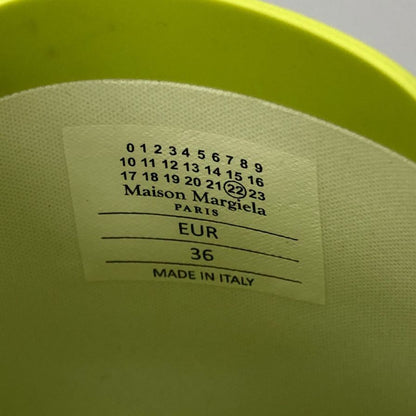 0 1 2 3 4 5 6 7 8 9
10 11 12 13 14 15 16
17 18 19 20 21 22 23
Maison Margiela
PARIS
EUR
36
MADE IN ITALY